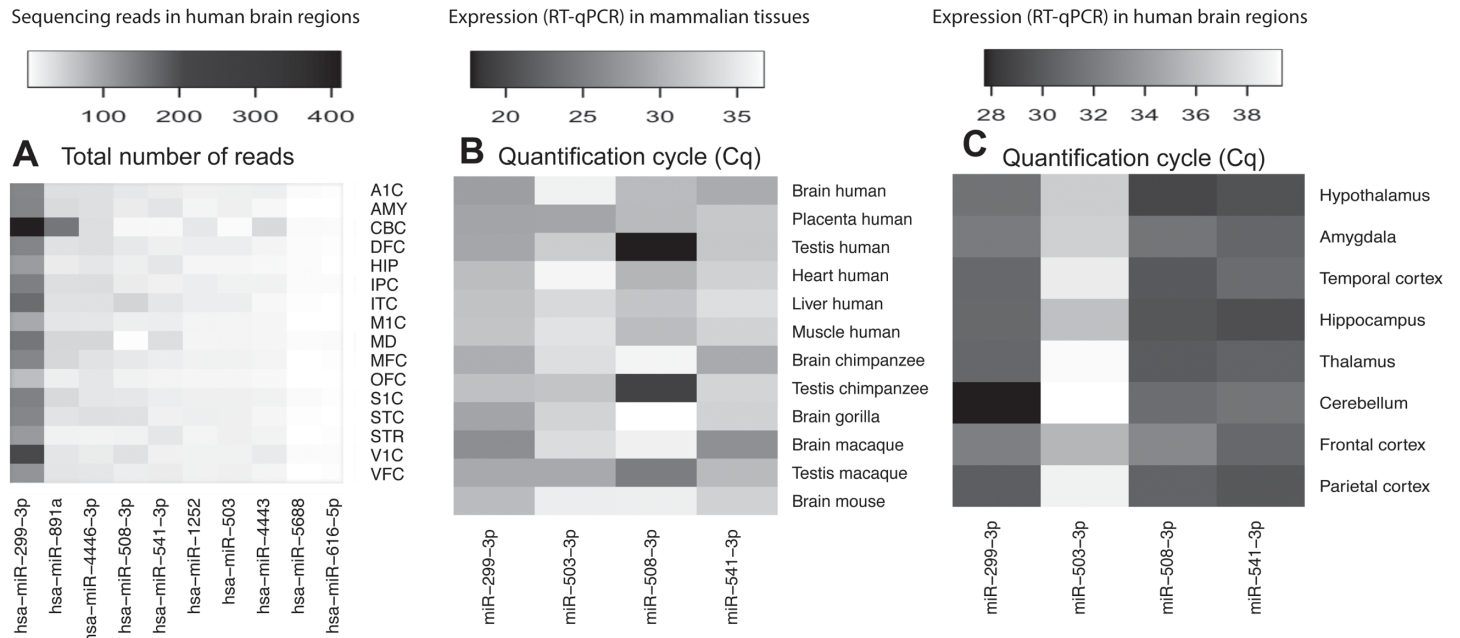 Sequencing reads in human brain regions
100 200 300 400
A Total number of reads
A1C
AMY
CBC
DFC
HIP
IPC
ITC
M1C
MD
MFC
OFC
S1C
STC
STR
V1C
VFC
hsa−miR−299−3p
hsa−miR−891a
hsa−miR−4446−3p
hsa−miR−508−3p
hsa−miR−541−3p
hsa−miR−1252
hsa−miR−503
hsa−miR−4443
hsa−miR−5688
hsa−miR−616−5p
Expression (RT-qPCR) in mammalian tissues
20 25 30 35
B Quantification cycle (Cq)
Brain human
Placenta human
Testis human
Heart human
Liver human
Muscle human
Brain chimpanzee
Testis chimpanzee
Brain gorilla
Brain macaque
Testis macaque
Brain mouse
miR−299−3p
miR−503−3p
miR−508−3p
miR−541−3p
Expression (RT-qPCR) in human brain regions
28 30 32 34 36 38
C Quantification cycle (Cq)
Hypothalamus
Amygdala
Temporal cortex
Hippocampus
Thalamus
Cerebellum
Frontal cortex
Parietal cortex
miR−299−3p
miR−503−3p
miR−508−3p
miR−541−3p